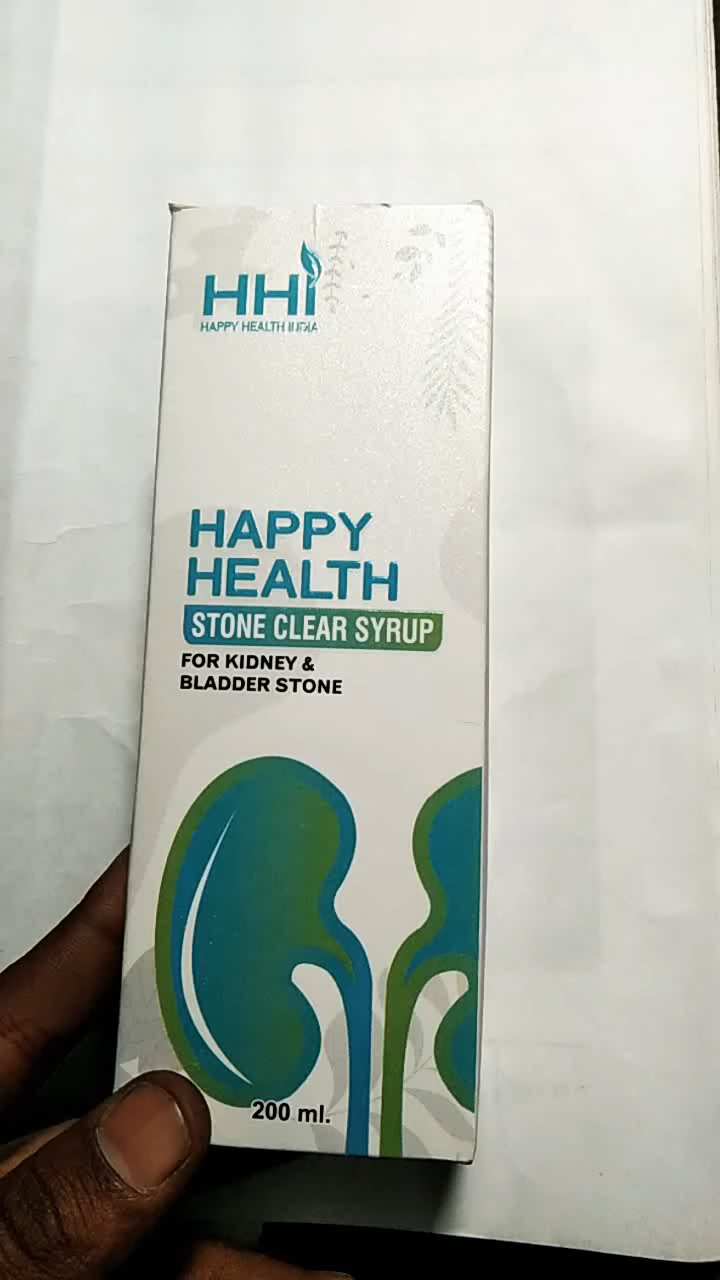 HHI
HAPPY HEALTH INDIA
HAPPY
HEALTH
STONE CLEAR SYRUP
FOR KIDNEY &
BLADDER STONE
200 ml.